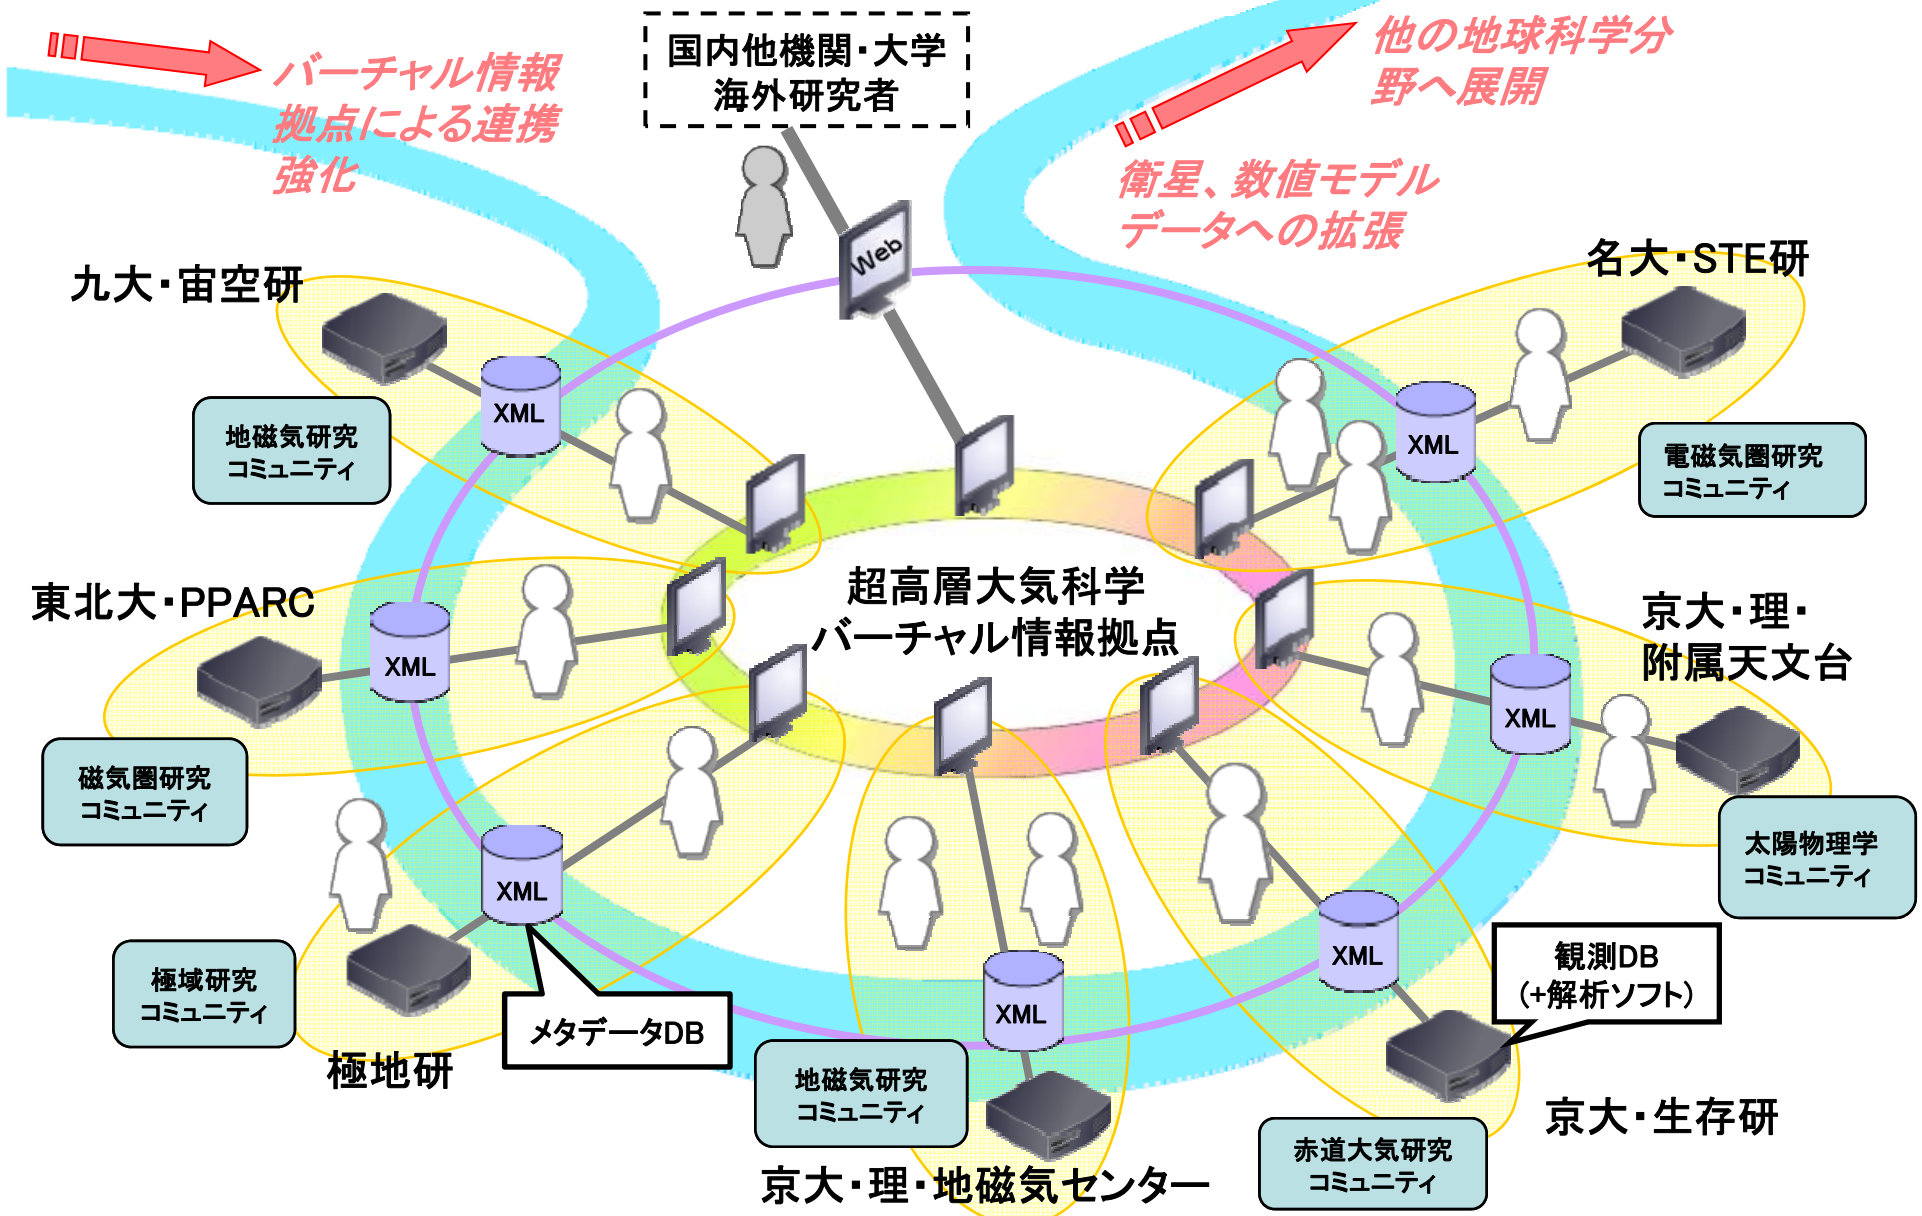 国内他機関・大学
海外研究者
バーチャル情報
拠点による連携
強化
他の地球科学分
野へ展開
衛星、数値モデル
データへの拡張
Web
九大・宙空研
名大・STE研
XML
地磁気研究
コミュニティ
XML
電磁気圏研究
コミュニティ
超高層大気科学
バーチャル情報拠点
東北大・PPARC
XML
京大・理・
附属天文台
XML
磁気圏研究
コミュニティ
太陽物理学
コミュニティ
XML
XML
観測DB
(+解析ソフト)
極域研究
コミュニティ
メタデータDB
XML
極地研
地磁気研究
コミュニティ
京大・生存研
赤道大気研究
コミュニティ
京大・理・地磁気センター